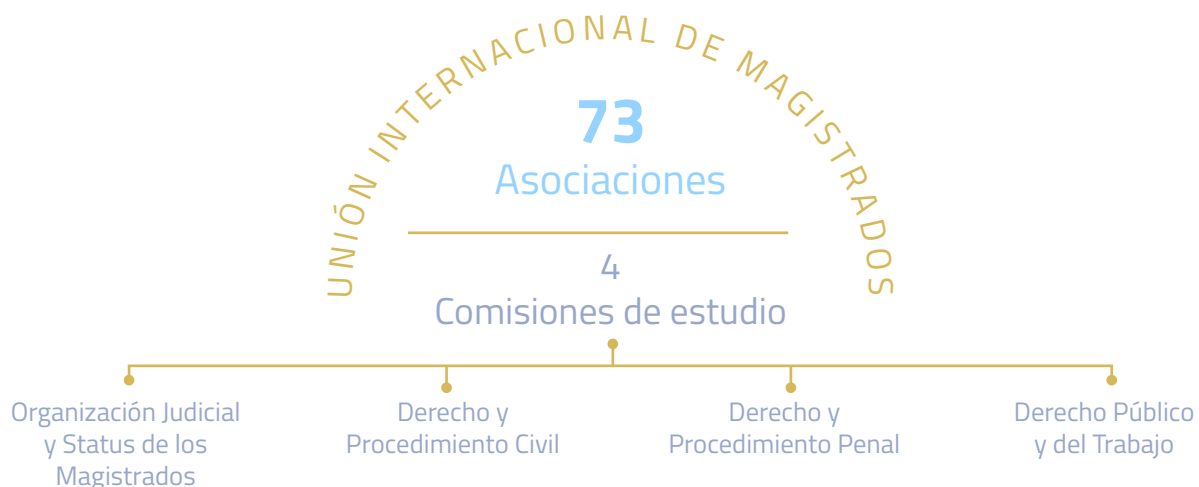 UNIÓN INTERNACIONAL DE MAGISTRADOS
73
Asociaciones
4
Comisiones de estudio
Organización Judicial
y Status de los
Magistrados
Derecho y
Procedimiento Civil
Derecho y
Procedimiento Penal
Derecho Público
y del Trabajo